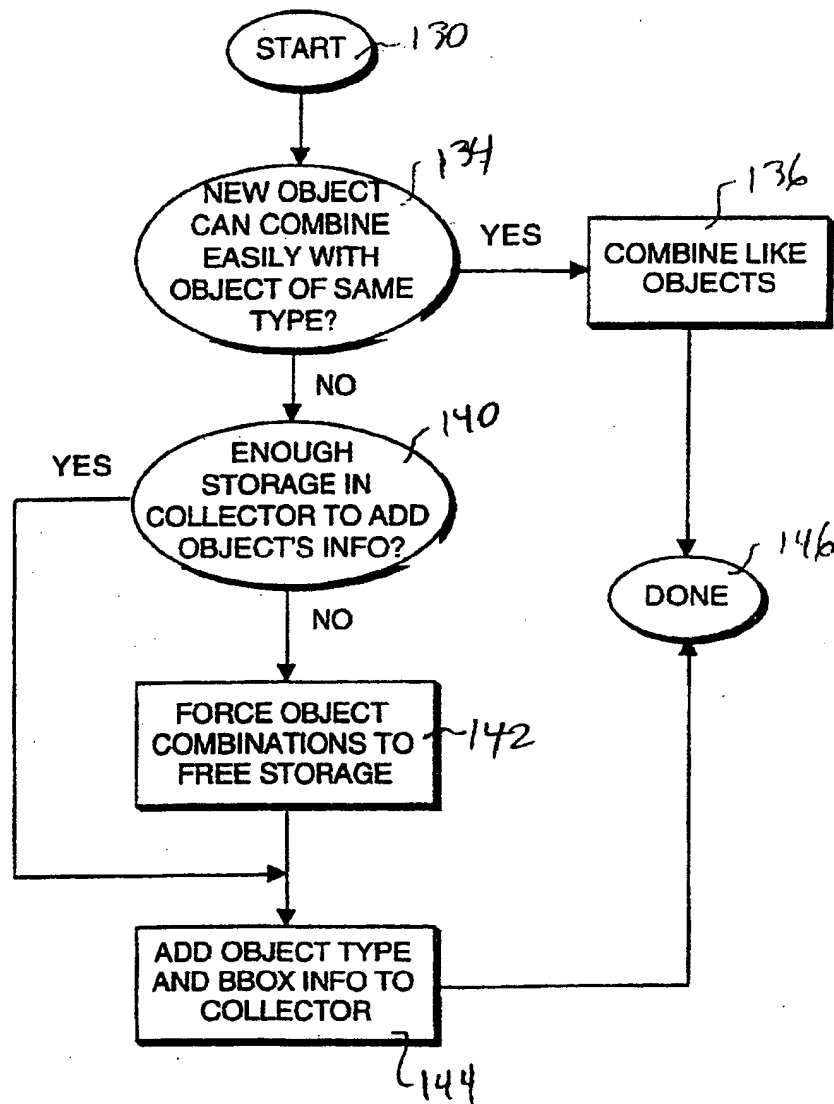 START
130
NEW OBJECT
CAN COMBINE
EASILY WITH
OBJECT OF SAME
TYPE?
134
YES
136
COMBINE LIKE
OBJECTS
NO
140
YES
ENOUGH
STORAGE IN
COLLECTOR TO ADD
OBJECT'S INFO?
146
DONE
NO
FORCE OBJECT
COMBINATIONS TO
FREE STORAGE
142
ADD OBJECT TYPE
AND BBOX INFO TO
COLLECTOR
144